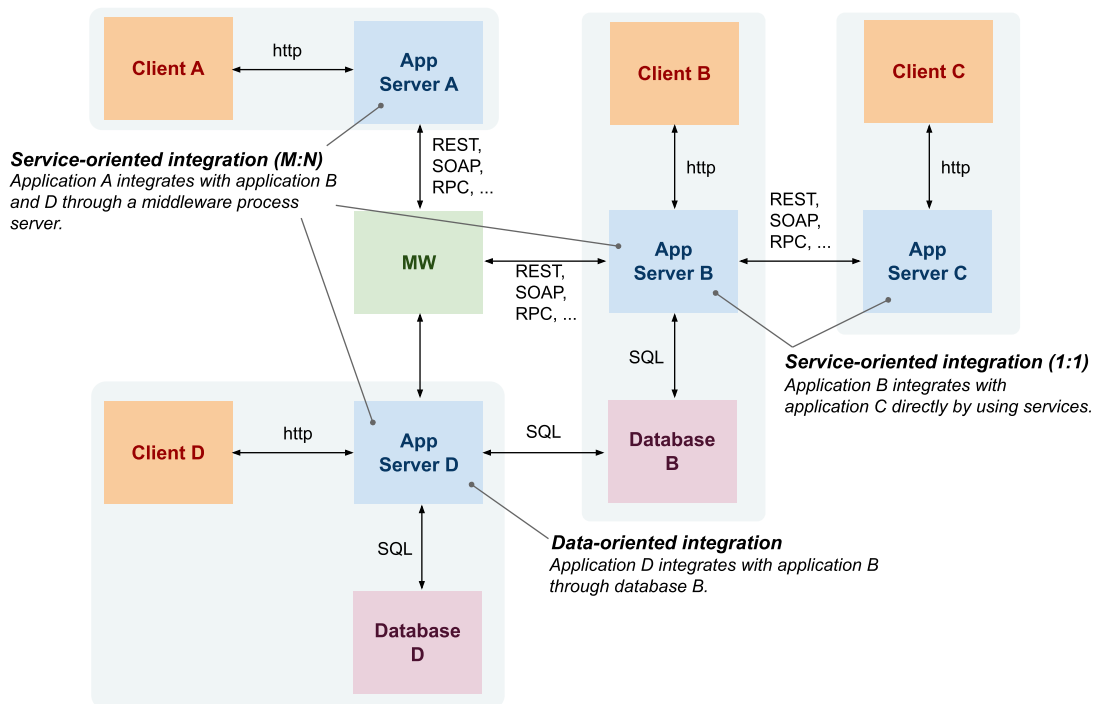 Client A
http
App
Server A
Client B
Client C
REST,
SOAP,
RPC, ...
Service-oriented integration (M:N)
Application A integrates with application B
and D through a middleware process
server.
http
http
REST,
SOAP,
RPC, ...
MW
REST,
SOAP,
RPC, ...
App
Server B
App
Server C
SQL
Service-oriented integration (1:1)
Application B integrates with
application C directly by using services.
Client D
http
App
Server D
SQL
Database
B
SQL
Data-oriented integration
Application D integrates with application B
through database B.
Database
D